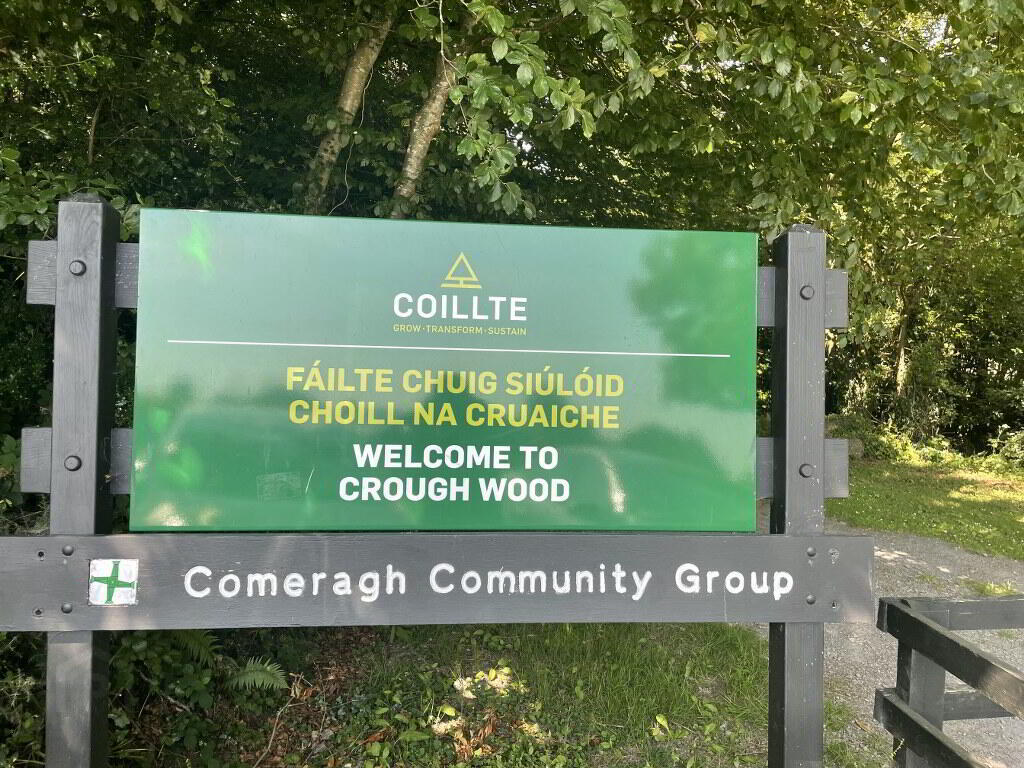 COILLTE
GROW·TRANSFORM·SUSTAIN
FÁILTE CHUIG SIÚLÓID
CHOILL NA CRUAICHE
WELCOME TO
CROUGH WOOD
Comeragh Community Group